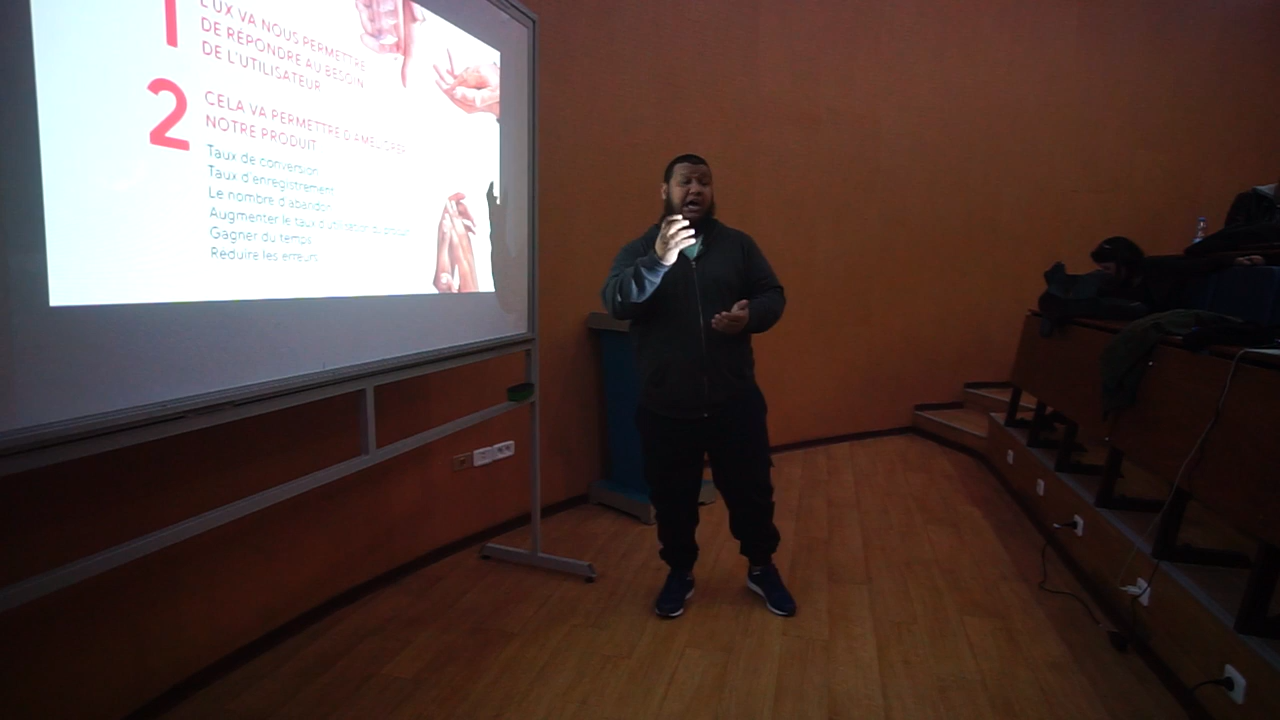 1
L'UX VA NOUS PERMETTRE
DE RÉPONDRE AU BESOIN
DE L'UTILISATEUR
2
CELA VA PERMETTRE D'AMÉLIORER
NOTRE PRODUIT
Taux de conversion
Taux d'enregistrement
Le nombre d'abandon
Augmenter le taux d'utilisation du produit
Gagner du temps
Réduire les erreurs